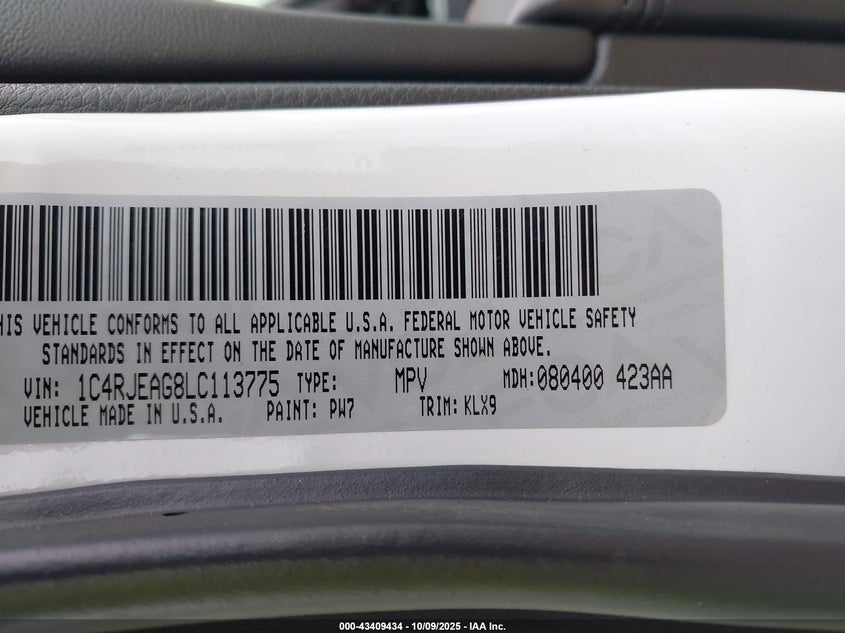 HIS VEHICLE CONFORMS TO ALL APPLICABLE U.S.A. FEDERAL MOTOR VEHICLE SAFETY
STANDARDS IN EFFECT ON THE DATE OF MANUFACTURE SHOWN ABOVE.
VIN: 1C4RJEAG8LC113775 TYPE: MPV MDH:080400 423AA
VEHICLE MADE IN U.S.A. PAINT: PW7 TRIM: KLX9
000-43409434 - 10/09/2025 - IAA Inc.